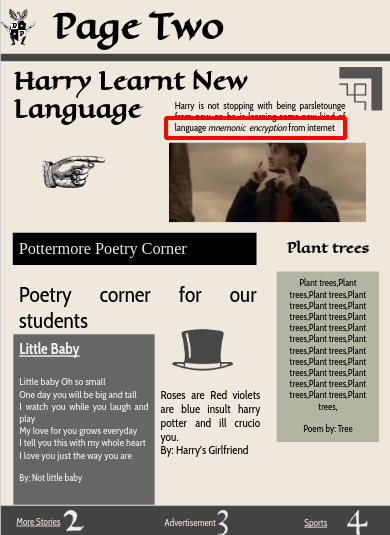 Page Two
Harry Learnt New
Language
Harry is not stopping with being parsletounge
from now on he is learning some new kind of
language mnemonic encryption from internet
Pottermore Poetry Corner
Plant trees
Poetry corner for our
students
Little Baby
Little baby Oh so small
One day you will be big and tall
I watch you while you laugh and
play
My love for you grows everyday
I tell you this with my whole heart
I love you just the way you are
By: Not little baby
Roses are Red violets
are blue insult harry
potter and ill crucio
you.
By: Harry's Girlfriend
Plant trees,Plant
trees,Plant trees,Plant
trees,Plant trees,Plant
trees,Plant trees,Plant
trees,Plant trees,Plant
trees,Plant trees,Plant
trees,Plant trees,Plant
trees,Plant trees,Plant
trees,Plant trees,Plant
trees,Plant trees,Plant
trees,
Poem by: Tree
More Stories 2
Advertisement 3
Sports 4